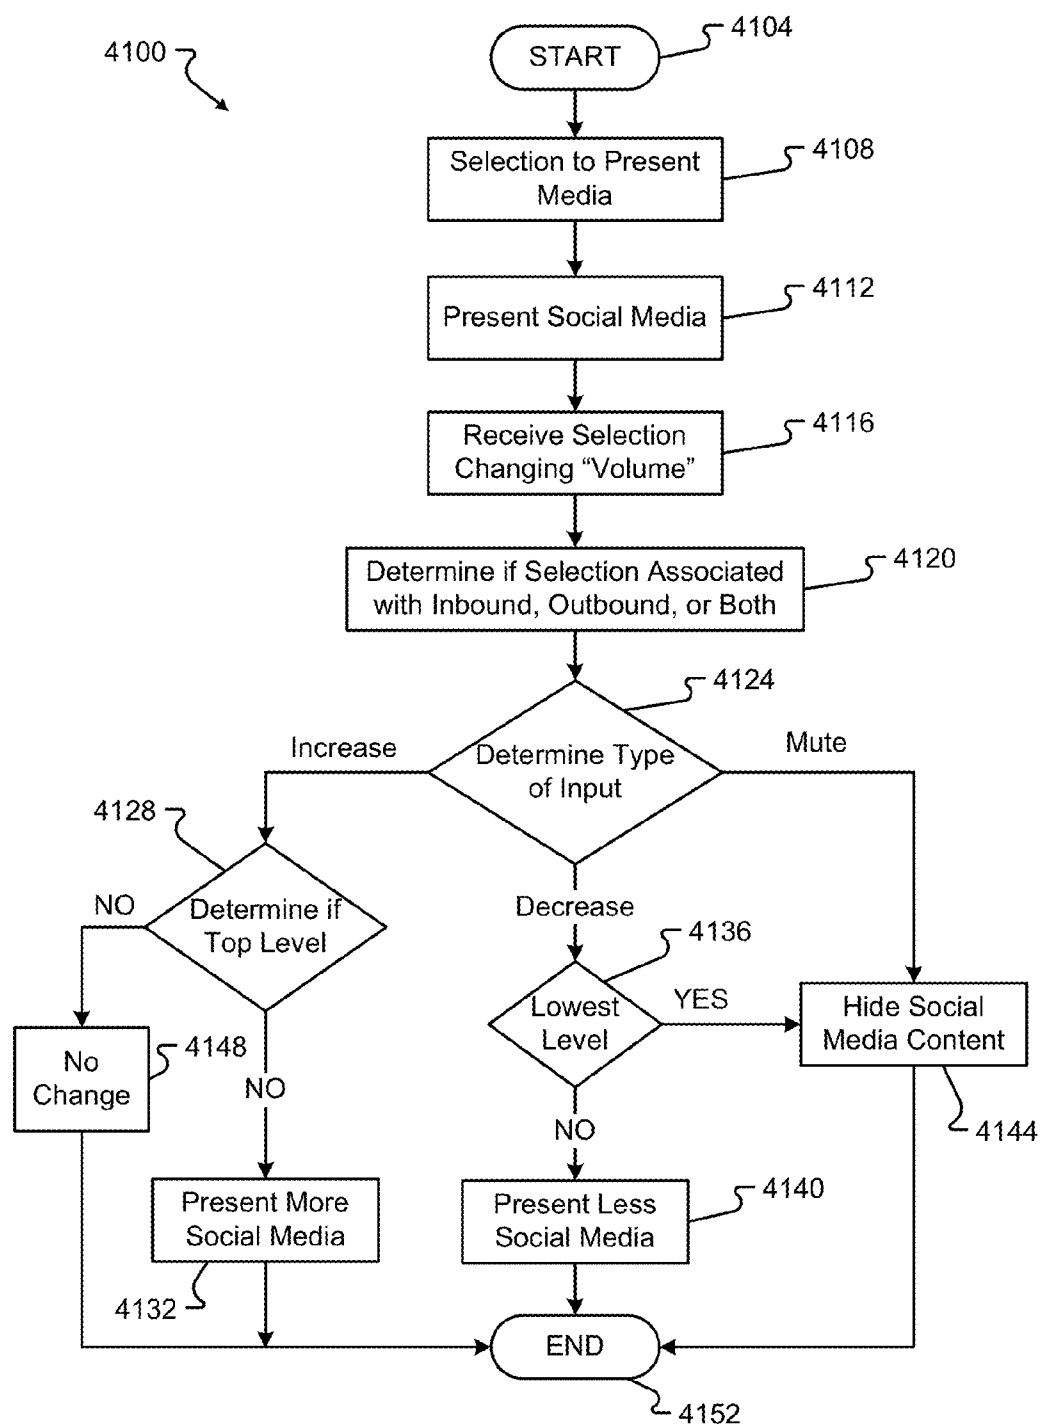 4100
START
4104
Selection to Present
Media
4108
Present Social Media
4112
Receive Selection
Changing “Volume”
4116
Determine if Selection Associated
with Inbound, Outbound, or Both
4120
4124
Determine Type
of Input
Increase
Mute
4128
NO
Determine if
Top Level
Decrease
4136
Lowest
Level
YES
Hide Social
Media Content
4144
No
Change
4148
NO
NO
Present More
Social Media
4132
Present Less
Social Media
4140
END
4152